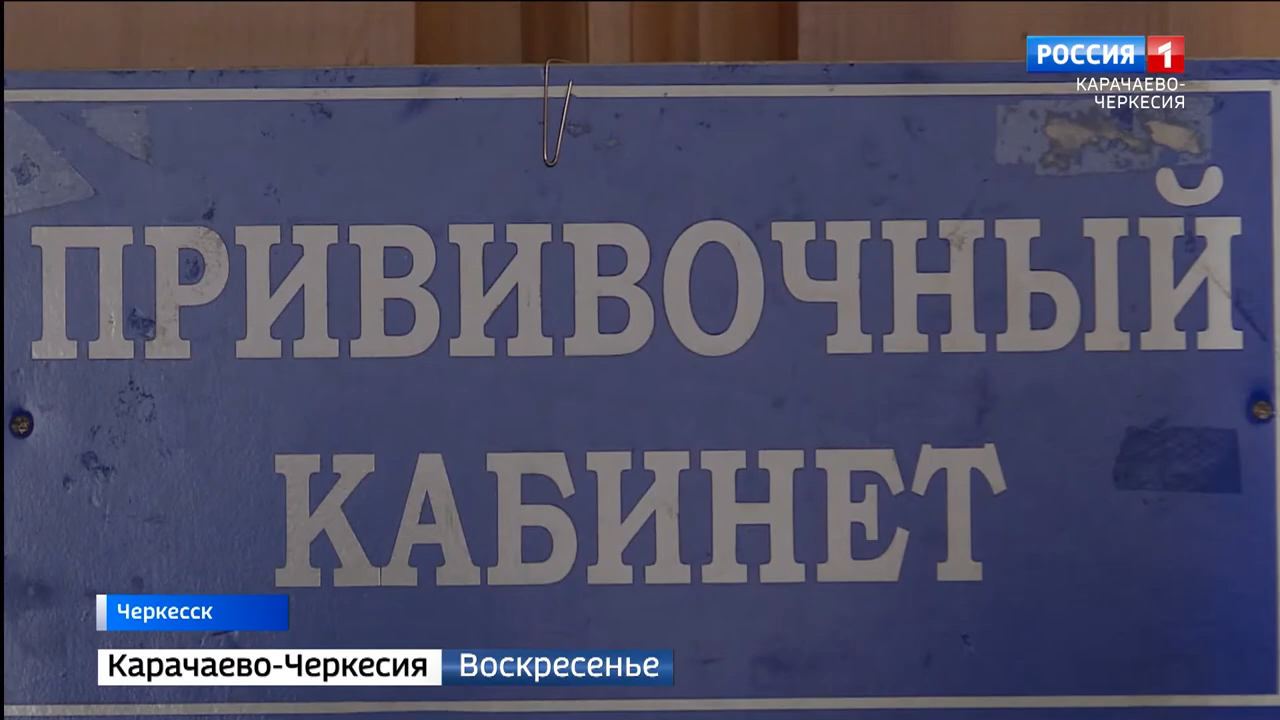 РОССИЯ 1
КАРАЧАЕВО-
ЧЕРКЕСИЯ
ПРИВИВОЧНЫЙ
КАБИНЕТ
Черкесск
Карачаево-Черкесия Воскресенье